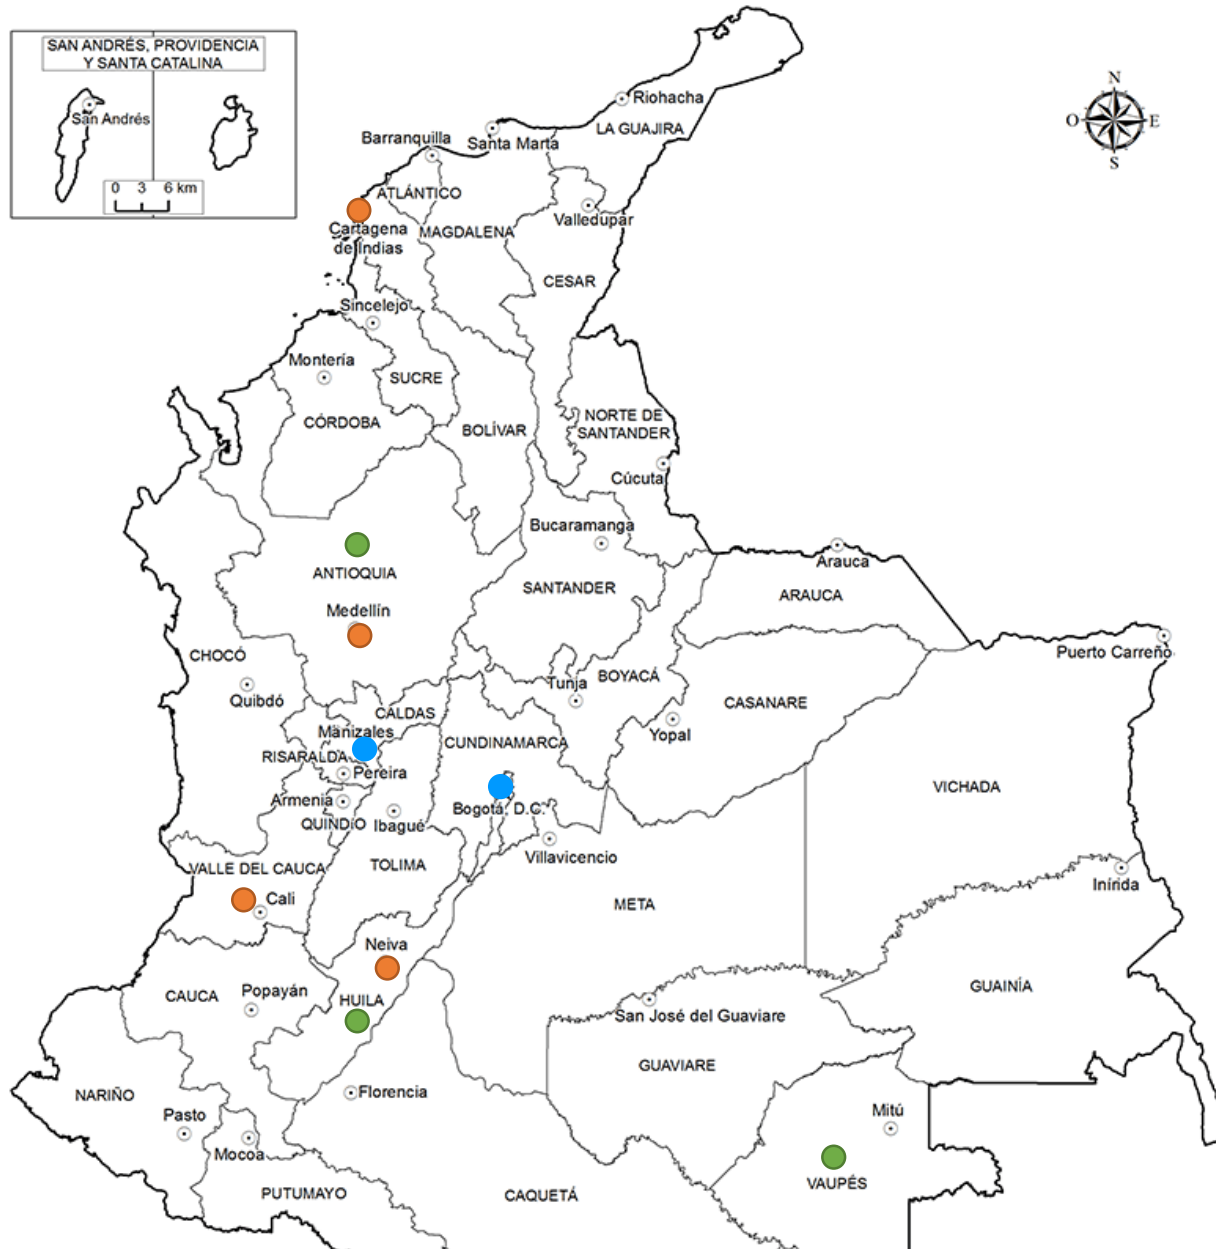 SAN ANDRÉS, PROVIDENCIA
Y SANTA CATALINA
San Andrés
0 3 6 km
N
O E
S
Riohacha
LA GUAJIRA
Santa Marta
Barranquilla
ATLÁNTICO
Valledupar
Cartagena
de Indias
MAGDALENA
CESAR
Sincelejo
Montería
SUCRE
CÓRDOBA
BOLÍVAR
NORTE DE
SANTANDER
Cúcuta
Bucaramanga
SANTANDER
Arauca
ARAUCA
ANTIOQUIA
Medellín
CHOCÓ
Quibdó
Puerto Carreño
BOYACÁ
Tunja
CASANARE
Yopal
CALDAS
Manizales
CUNDINAMARCA
RISARALDA
Pereira
VICHADA
Armenia
QUINDÍO
Ibagué
Bogotá, D.C.
Villavicencio
TOLIMA
VALLE DEL CAUCA
Cali
META
Inírida
Neiva
CAUCA
Popayán
HUILA
GUAINÍA
San José del Guaviare
GUAVIARE
NARIÑO
Florencia
Pasto
Mocoa
Mitú
VAUPÉS
PUTUMAYO
CAQUETÁ